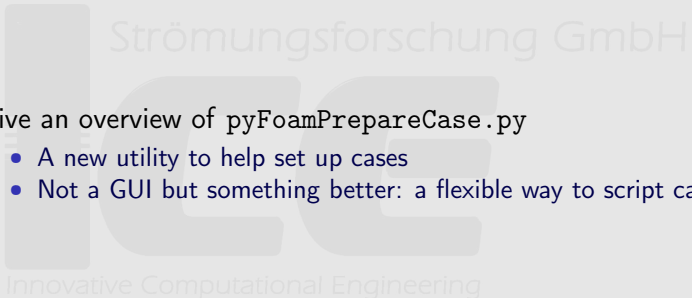 Strömungsforschung GmbH
ive an overview of pyFoamPrepareCase.py
• A new utility to help set up cases
• Not a GUI but something better: a flexible way to script ca
ICE
Innovative Computational Engineering